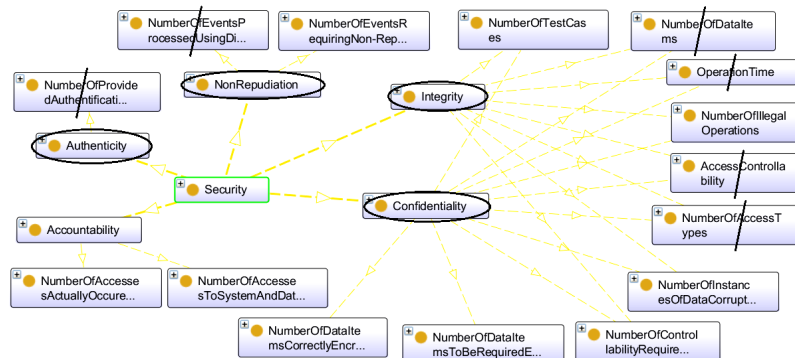 NumberOfEventsP
rocessedUsingDi...
NumberOfEventsR
equiringNon-Rep...
NumberOfTestCas
es
NumberOfDataIte
ms
NumberOfProvide
dAuthentificati...
NonRepudiation
Integrity
OperationTime
NumberOfIllegal
Operations
Authenticity
AccessControlla
bility
Security
Confidentiality
NumberOfAccessT
ypes
Accountability
NumberOfAccesse
sActuallyOccure...
NumberOfAccesse
sToSystemAndDat...
NumberOfInstanc
esOfDataCorrupt...
NumberOfDataIte
msCorrectlyEncr...
NumberOfDataIte
msToBeRequiredE...
NumberOfControl
labilityRequire...